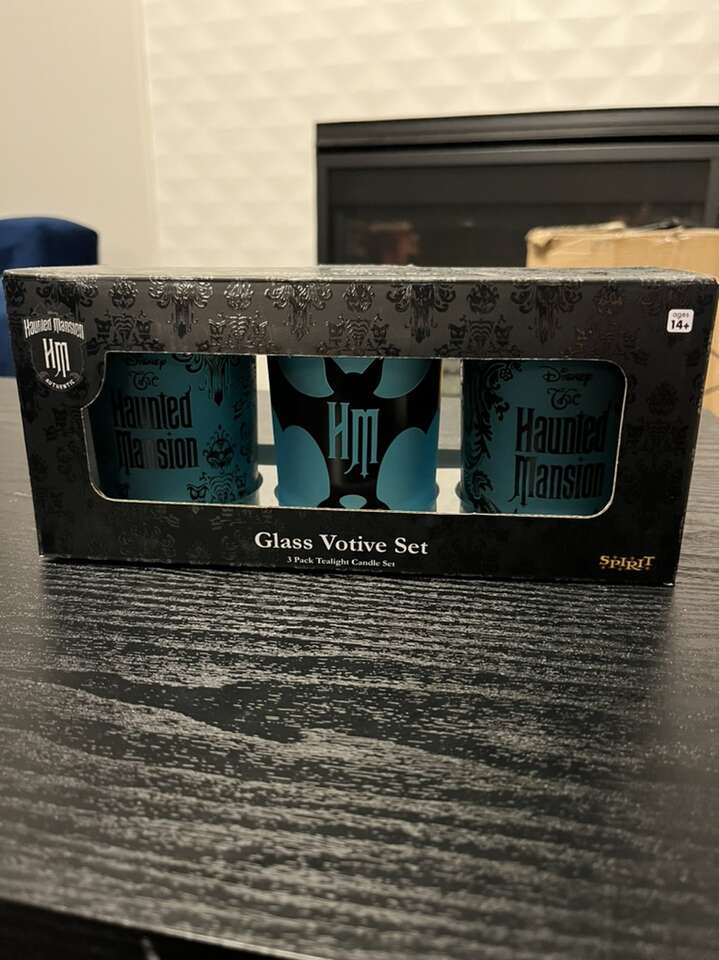 Haunted Mansion
HM
AUTHENTIC
ages
14+
Disney
The
Haunted
Mansion
HM
Disney
The
Haunted
Mansion
Glass Votive Set
3 Pack Tealight Candle Set
SPIRIT